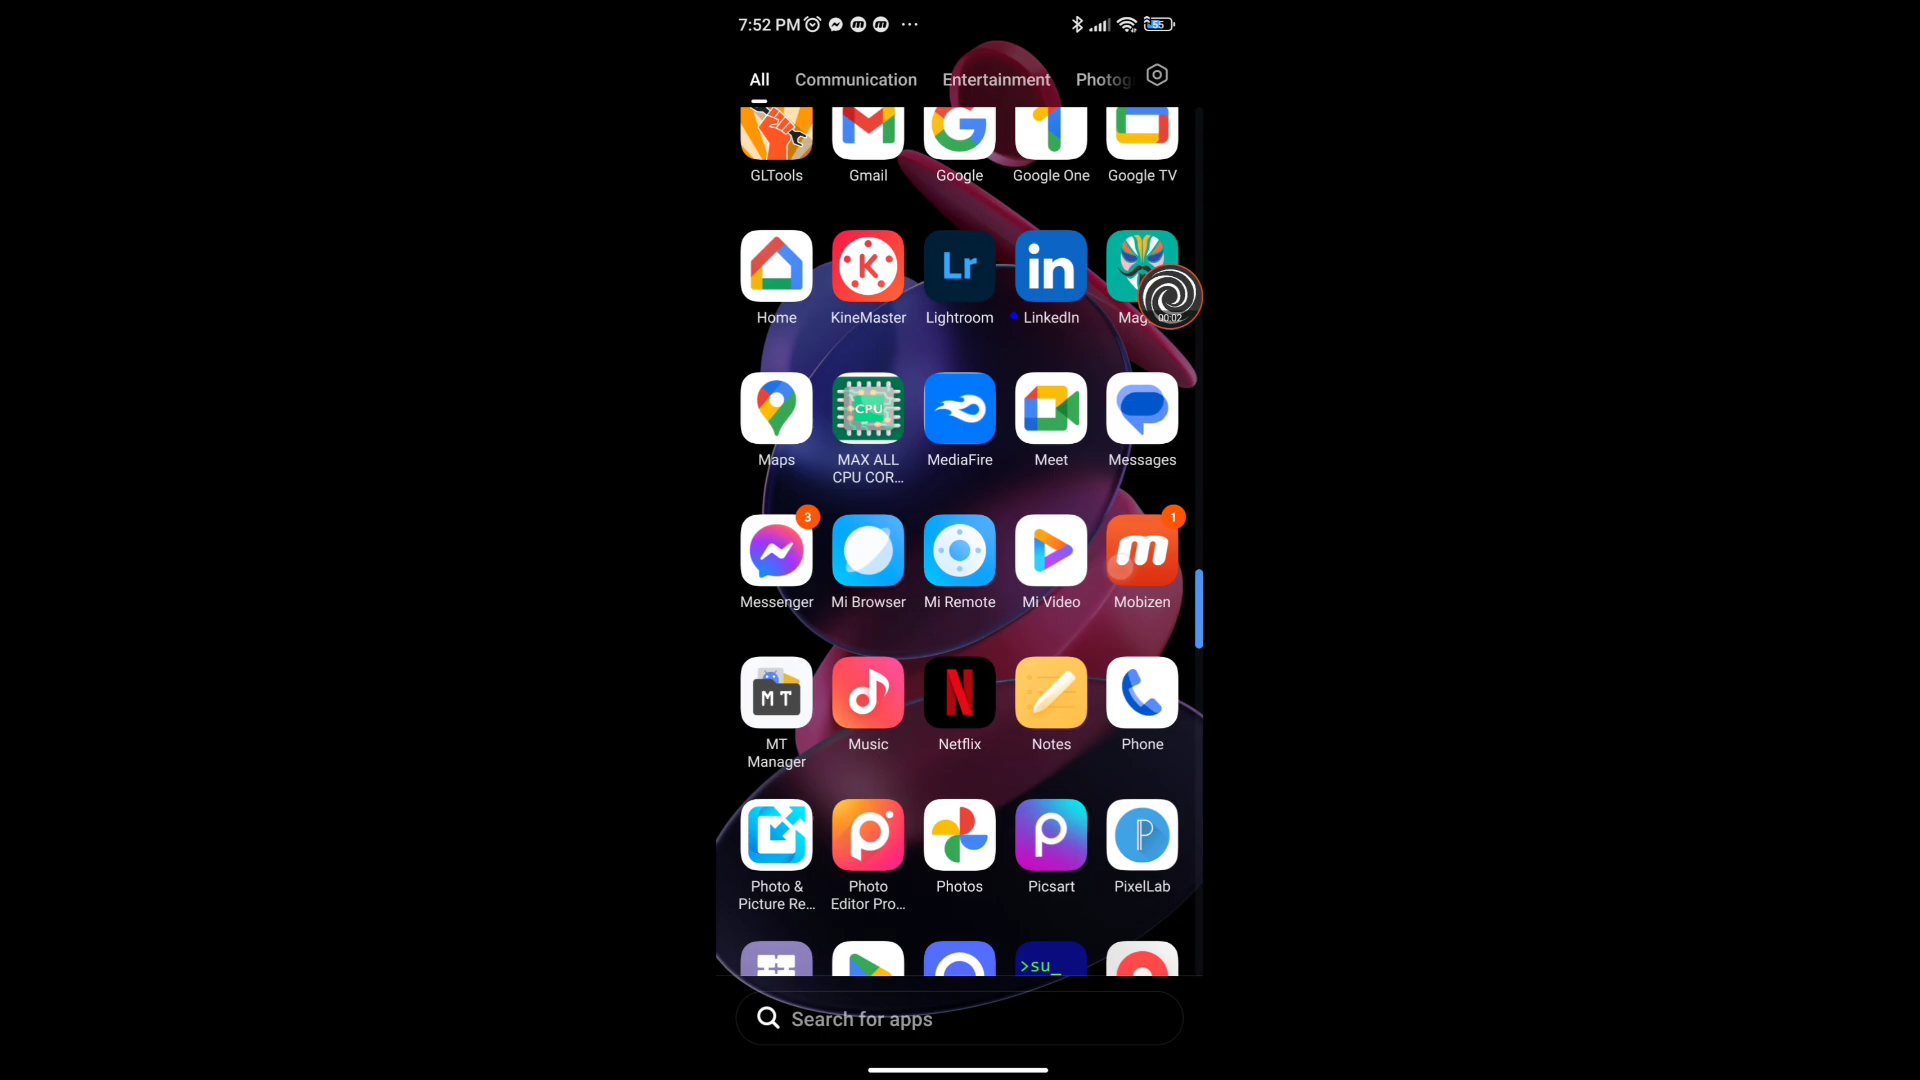 7:52 PM
55
All Communication Entertainment Photog
GLTools Gmail Google Google One Google TV
K Lr in
00:02
Home KineMaster Lightroom LinkedIn Mag
CPU
Maps MAX ALL CPU COR... MediaFire Meet Messages
3 1
m
Messenger Mi Browser Mi Remote Mi Video Mobizen
MT N
MT Manager Music Netflix Notes Phone
P P P
Photo & Picture Re... Photo Editor Pro... Photos Picsart PixelLab
>su_
Search for apps